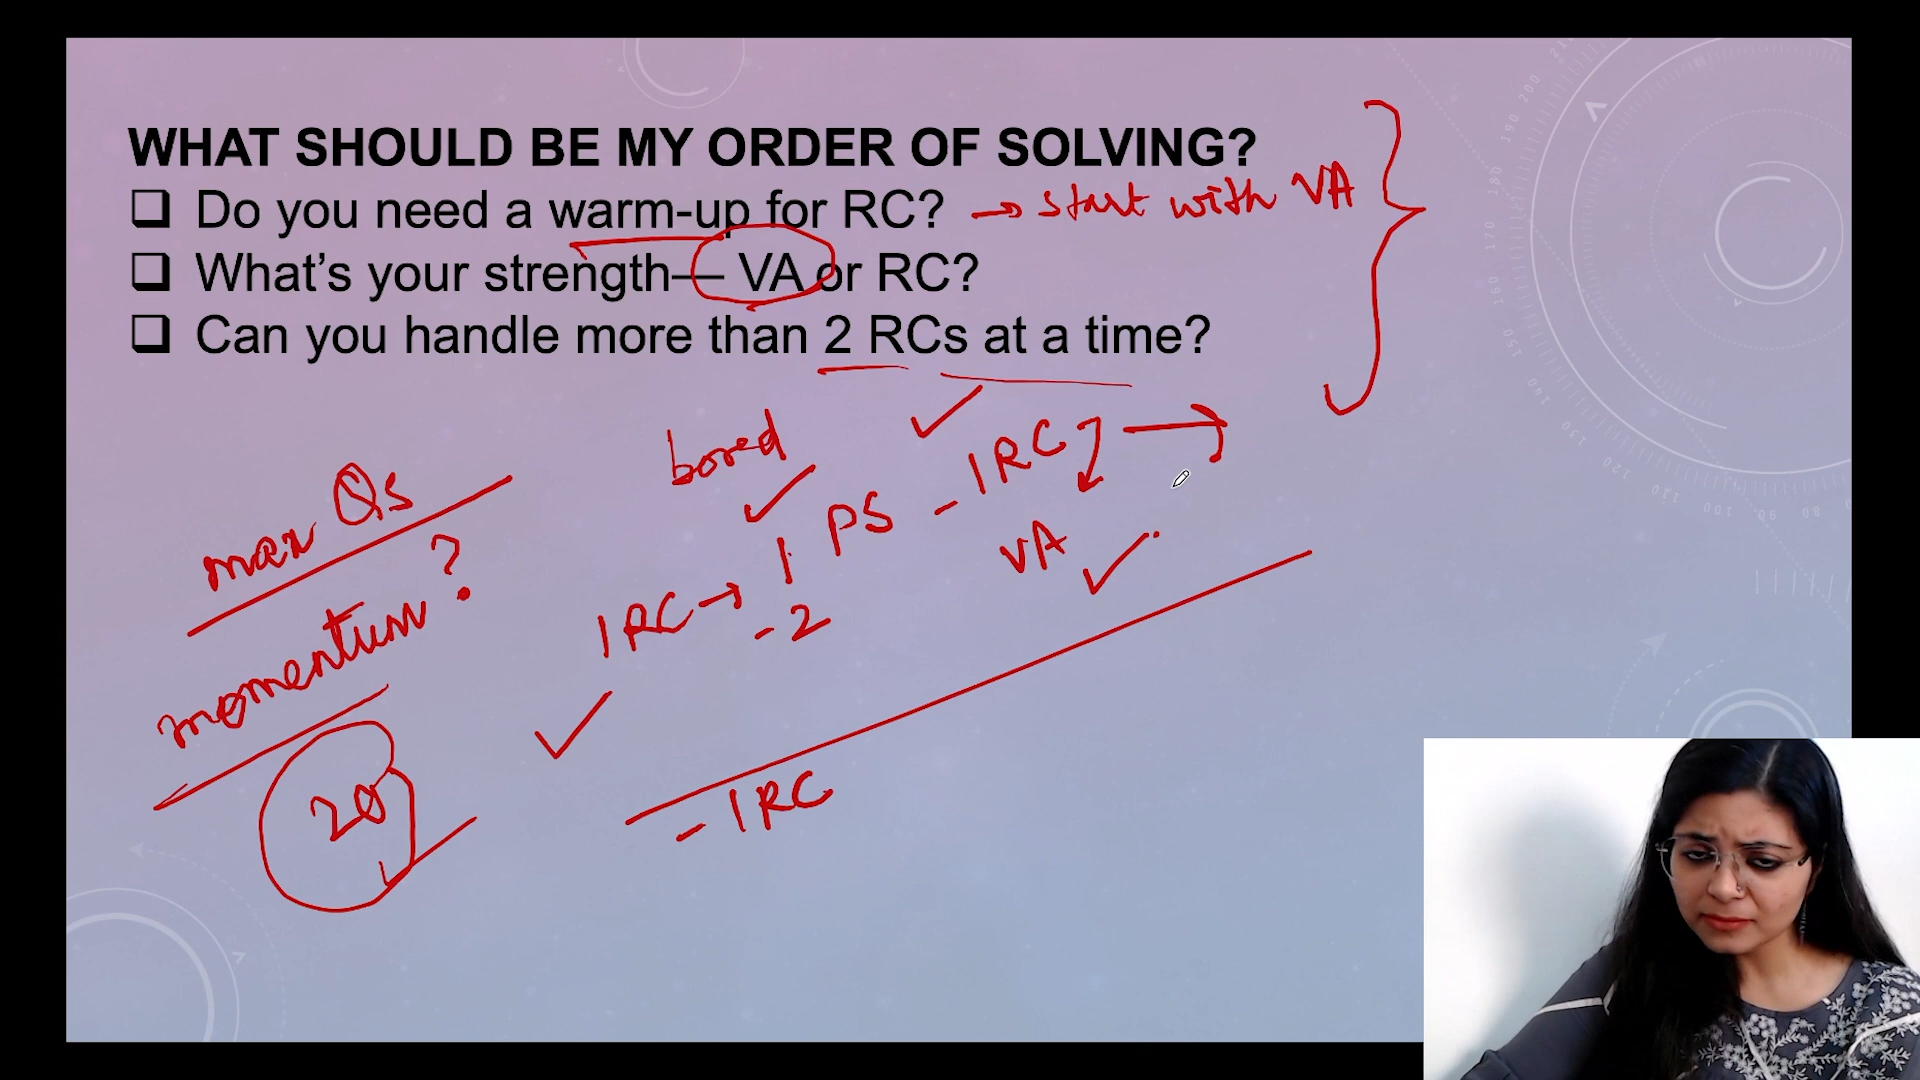 WHAT SHOULD BE MY ORDER OF SOLVING?
Do you need a warm-up for RC? → start with VA
What's your strength— VA or RC?
Can you handle more than 2 RCs at a time?
max Qs
momentum?
20
bored
1 RC → 1 PS - 1 RC →
- 2
VA
- 1 RC